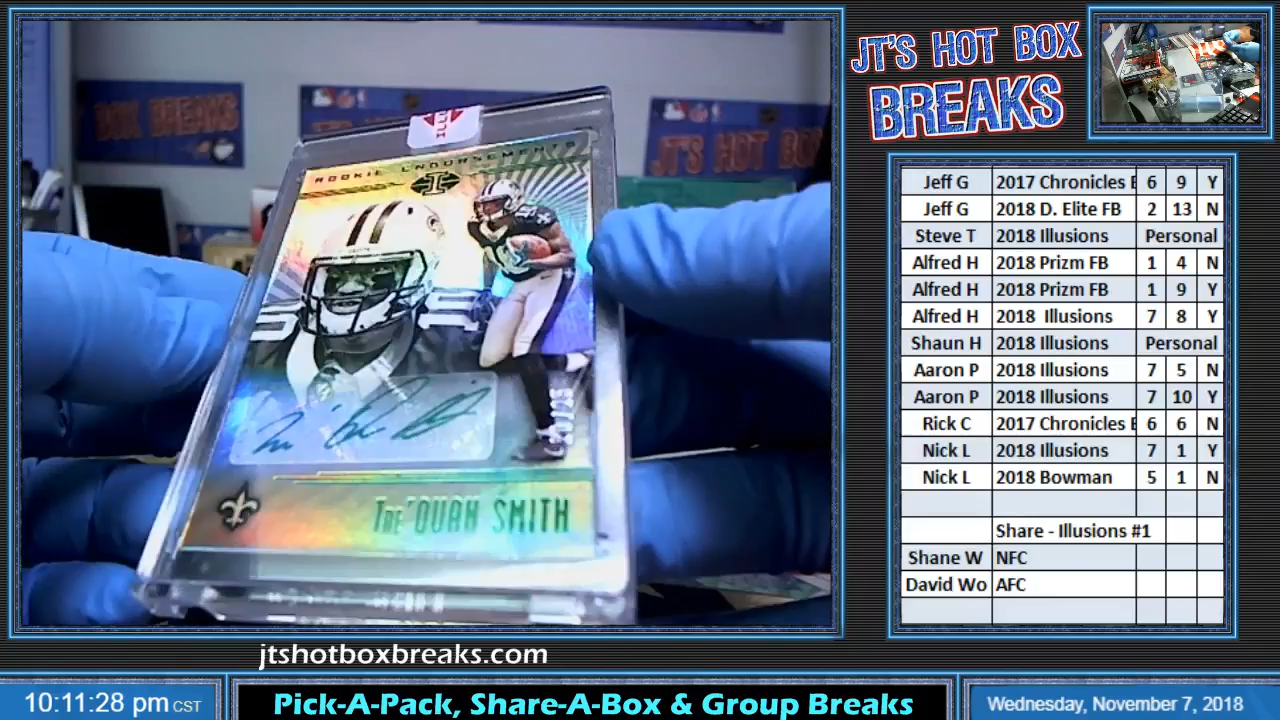 BOX BREAKS
JT'S HOT BOX
ROOKIE ENDORSEMENTS
I
TRE'QUAN SMITH
JT'S HOT BOX
BREAKS
Jeff G 2017 Chronicles 6 9 Y
Jeff G 2018 D. Elite FB 2 13 N
Steve T 2018 Illusions Personal
Alfred H 2018 Prizm FB 1 4 N
Alfred H 2018 Prizm FB 1 9 Y
Alfred H 2018 Illusions 7 8 Y
Shaun H 2018 Illusions Personal
Aaron P 2018 Illusions 7 5 N
Aaron P 2018 Illusions 7 10 Y
Rick C 2017 Chronicles 6 6 N
Nick L 2018 Illusions 7 1 Y
Nick L 2018 Bowman 5 1 N
Share - Illusions #1
Shane W NFC
David Wo AFC
jtshotboxbreaks.com
10:11:28 pm CST
Pick-A-Pack, Share-A-Box & Group Breaks
Wednesday, November 7, 2018